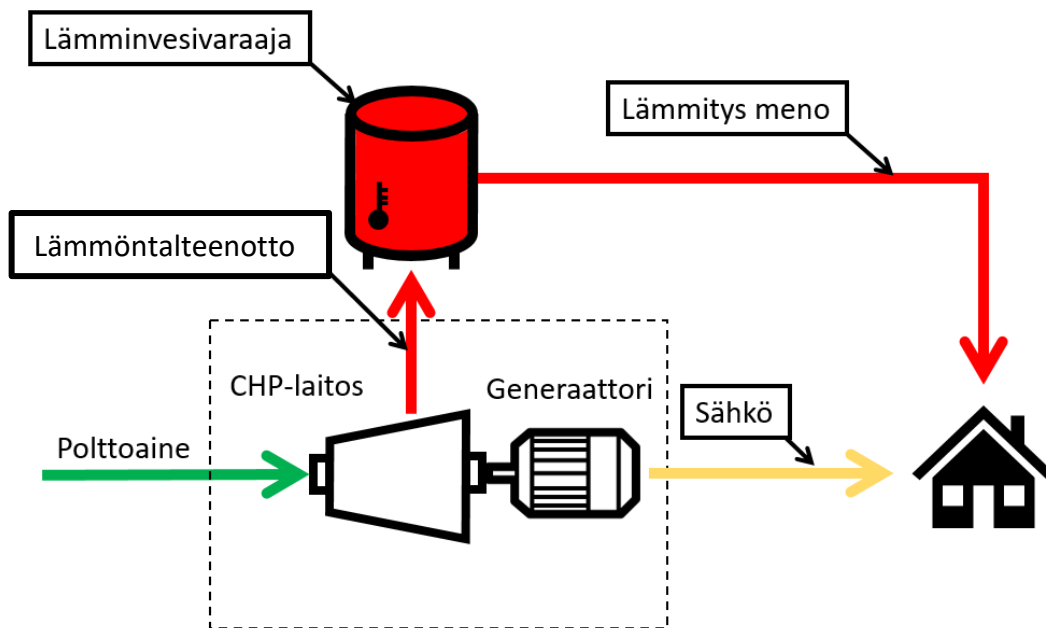 Lämminvesivaraaja
Lämmitys meno
Lämmöntalteenotto
CHP-laitos
Generaattori
Sähkö
Polttoaine